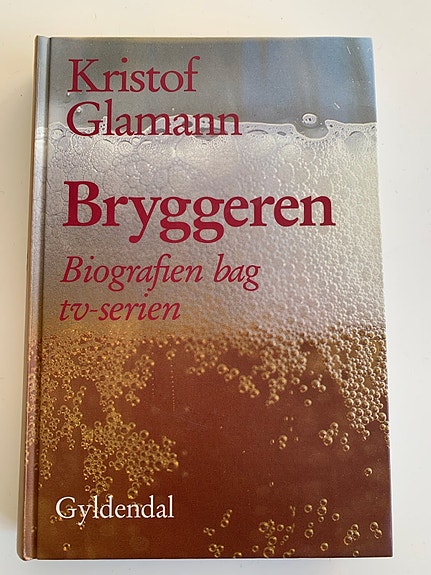 Kristof
Glamann
Bryggeren
Biografien bag
tv-serien
Gyldendal